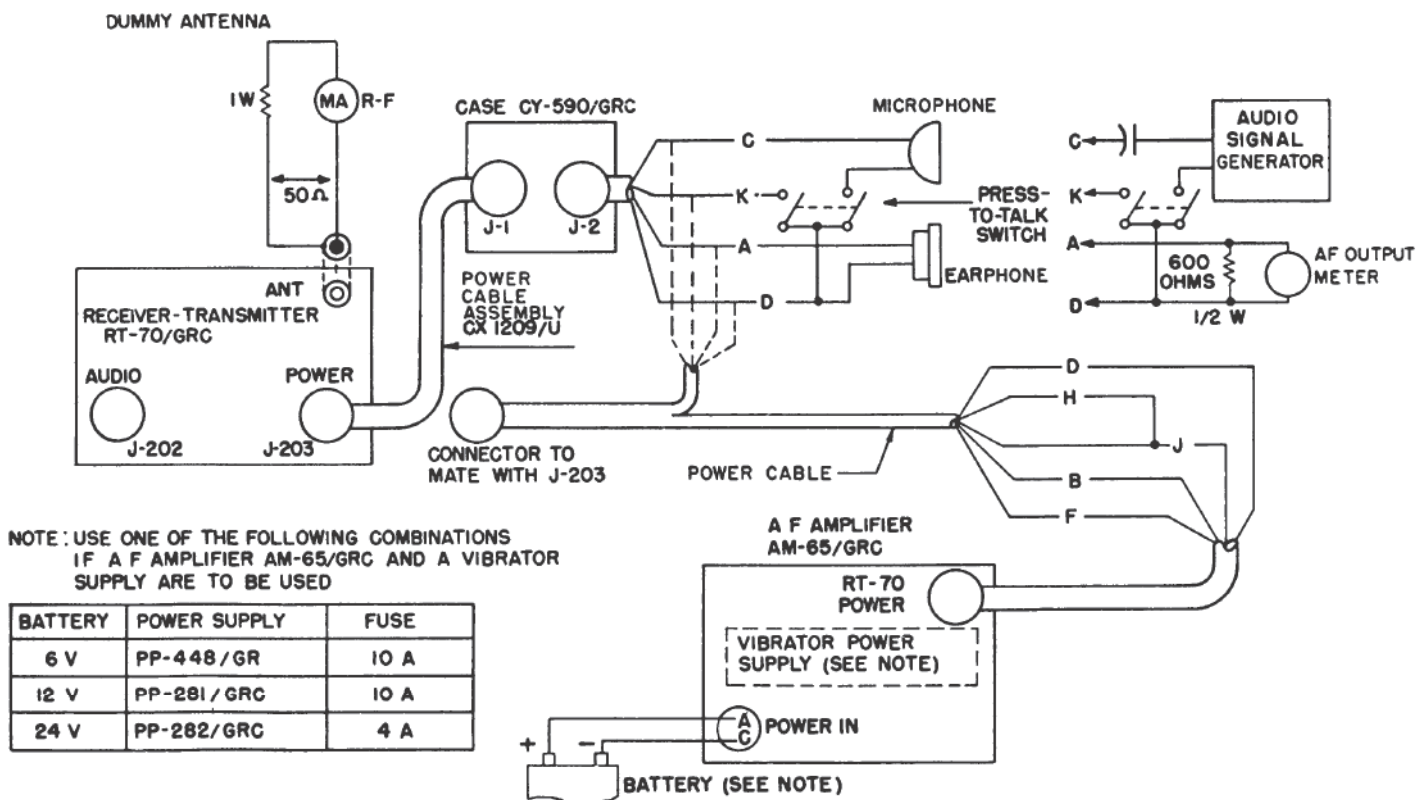 DUMMY ANTENNA
1W
MA
R-F
50Ω
CASE CY-590/GRC
J-1
J-2
MICROPHONE
C
K
A
D
EARPHONE
PRESS-
TO-TALK
SWITCH
AUDIO
SIGNAL
GENERATOR
C
K
A
D
600
OHMS
1/2 W
AF OUTPUT
METER
ANT
RECEIVER-TRANSMITTER
RT-70/GRC
AUDIO
J-202
POWER
J-203
POWER
CABLE
ASSEMBLY
CX 1209/U
CONNECTOR TO
MATE WITH J-203
POWER CABLE
D
H
J
B
F
NOTE: USE ONE OF THE FOLLOWING COMBINATIONS
IF A F AMPLIFIER AM-65/GRC AND A VIBRATOR
SUPPLY ARE TO BE USED
BATTERY POWER SUPPLY FUSE
6 V PP-448/GR 10 A
12 V PP-281/GRC 10 A
24 V PP-282/GRC 4 A
A F AMPLIFIER
AM-65/GRC
RT-70
POWER
VIBRATOR POWER
SUPPLY (SEE NOTE)
A
C
POWER IN
+ -
BATTERY (SEE NOTE)